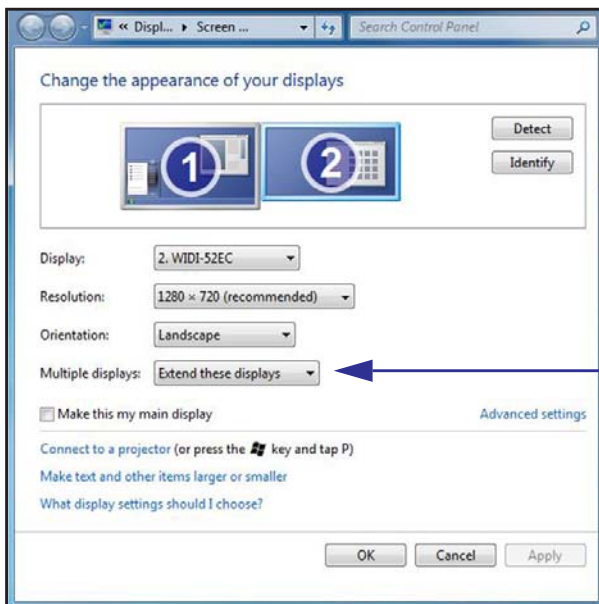 « Displ... ▸ Screen ... Search Control Panel
Change the appearance of your displays
1 2
Detect
Identify
Display: 2. WIDI-52EC
Resolution: 1280 × 720 (recommended)
Orientation: Landscape
Multiple displays: Extend these displays
Make this my main display Advanced settings
Connect to a projector (or press the key and tap P)
Make text and other items larger or smaller
What display settings should I choose?
OK Cancel Apply